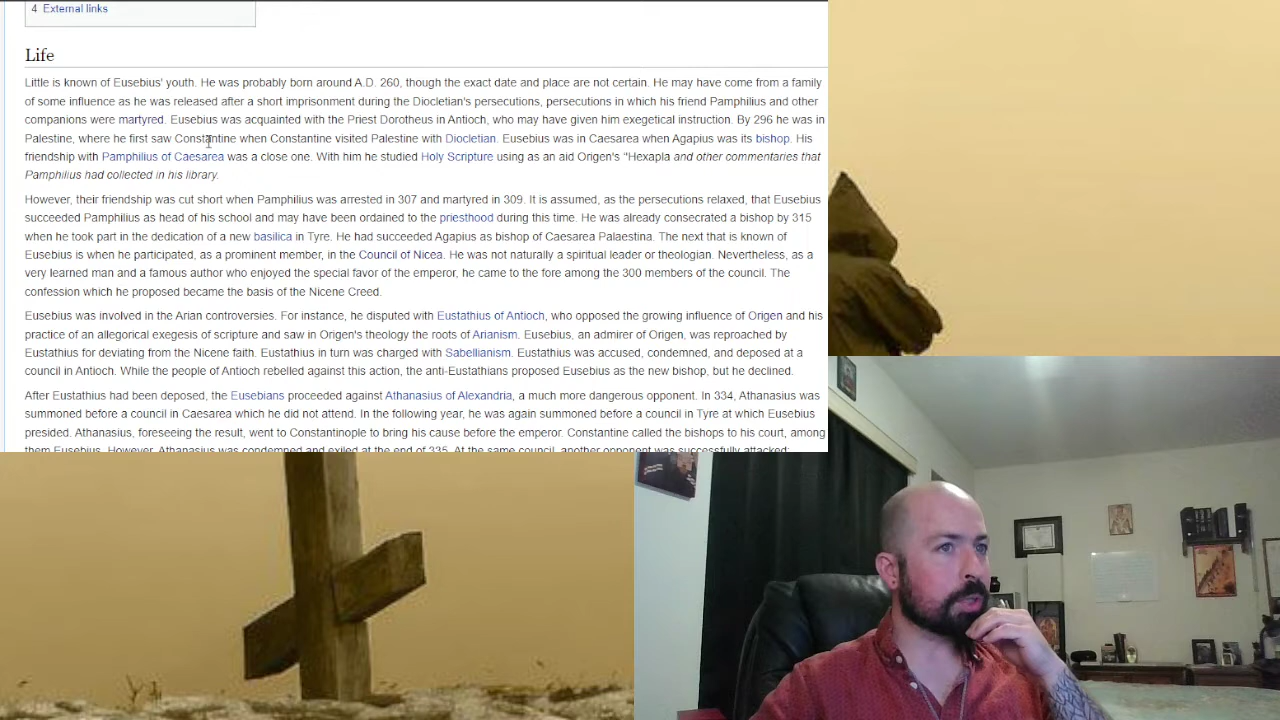 4 External links
Life
Little is known of Eusebius' youth. He was probably born around A.D. 260, though the exact date and place are not certain. He may have come from a family
of some influence as he was released after a short imprisonment during the Diocletian's persecutions, persecutions in which his friend Pamphilius and other
companions were martyred. Eusebius was acquainted with the Priest Dorotheus in Antioch, who may have given him exegetical instruction. By 296 he was in
Palestine, where he first saw Constantine when Constantine visited Palestine with Diocletian. Eusebius was in Caesarea when Agapius was its bishop. His
friendship with Pamphilius of Caesarea was a close one. With him he studied Holy Scripture using as an aid Origen's "Hexapla and other commentaries that
Pamphilius had collected in his library.
However, their friendship was cut short when Pamphilius was arrested in 307 and martyred in 309. It is assumed, as the persecutions relaxed, that Eusebius
succeeded Pamphilius as head of his school and may have been ordained to the priesthood during this time. He was already consecrated a bishop by 315
when he took part in the dedication of a new basilica in Tyre. He had succeeded Agapius as bishop of Caesarea Palaestina. The next that is known of
Eusebius is when he participated, as a prominent member, in the Council of Nicea. He was not naturally a spiritual leader or theologian. Nevertheless, as a
very learned man and a famous author who enjoyed the special favor of the emperor, he came to the fore among the 300 members of the council. The
confession which he proposed became the basis of the Nicene Creed.
Eusebius was involved in the Arian controversies. For instance, he disputed with Eustathius of Antioch, who opposed the growing influence of Origen and his
practice of an allegorical exegesis of scripture and saw in Origen's theology the roots of Arianism. Eusebius, an admirer of Origen, was reproached by
Eustathius for deviating from the Nicene faith. Eustathius in turn was charged with Sabellianism. Eustathius was accused, condemned, and deposed at a
council in Antioch. While the people of Antioch rebelled against this action, the anti-Eustathians proposed Eusebius as the new bishop, but he declined.
After Eustathius had been deposed, the Eusebians proceeded against Athanasius of Alexandria, a much more dangerous opponent. In 334, Athanasius was
summoned before a council in Caesarea which he did not attend. In the following year, he was again summoned before a council in Tyre at which Eusebius
presided. Athanasius, foreseeing the result, went to Constantinople to bring his cause before the emperor. Constantine called the bishops to his court, among
them Eusebius. However, Athanasius was condemned and exiled at the end of 335. At the same council, another opponent was successfully attacked: